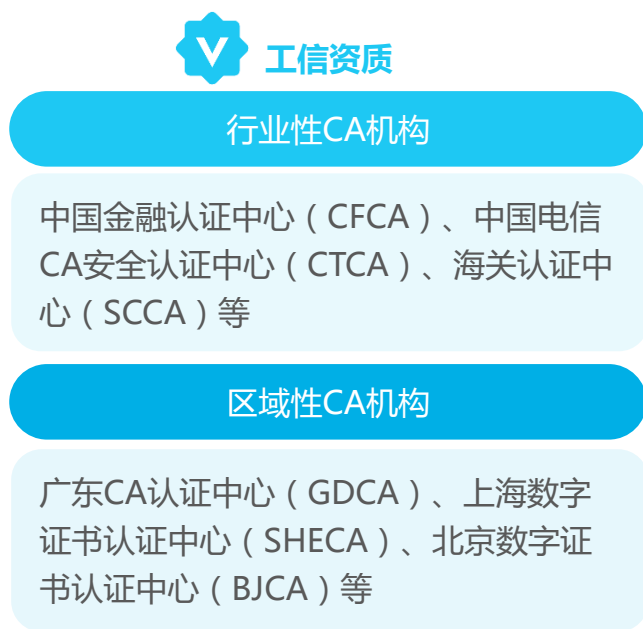 V 工信资质
行业性CA机构
中国金融认证中心（CFCA）、中国电信
CA安全认证中心（CTCA）、海关认证中
心（SCCA）等
区域性CA机构
广东CA认证中心（GDCA）、上海数字
证书认证中心（SHECA）、北京数字证
书认证中心（BJCA）等